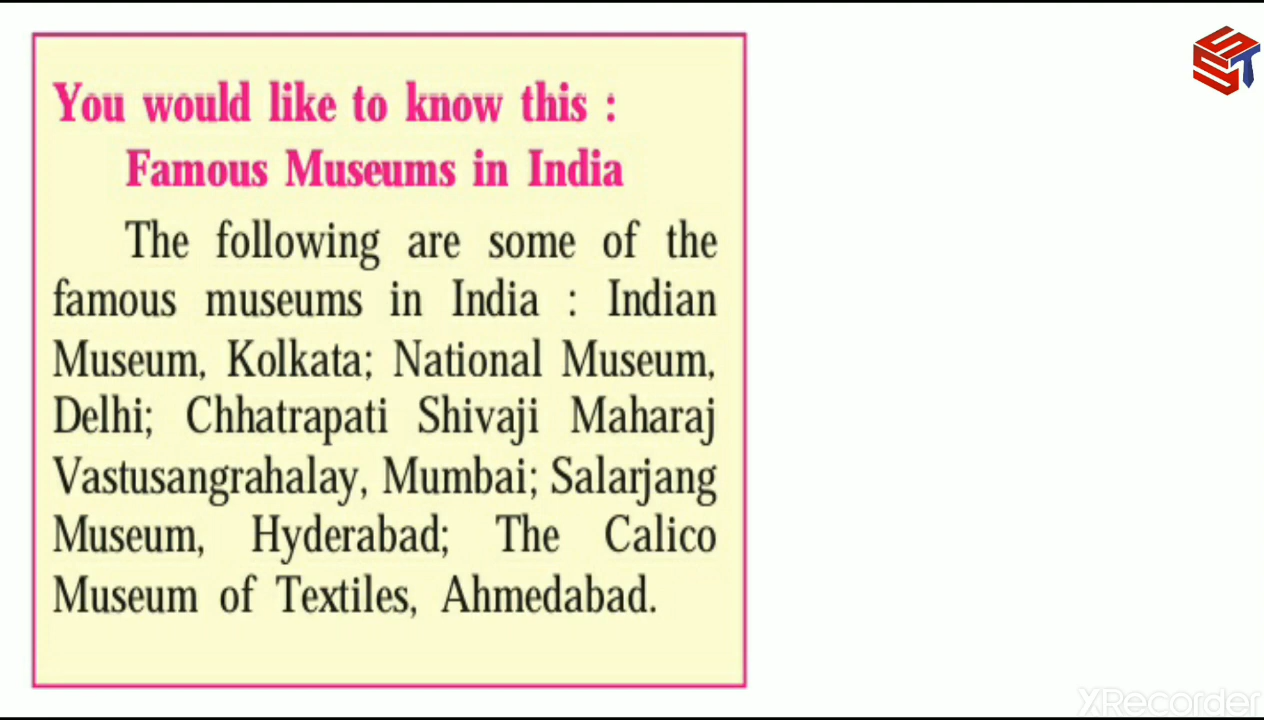 You would like to know this :
Famous Museums in India
The following are some of the
famous museums in India : Indian
Museum, Kolkata; National Museum,
Delhi; Chhatrapati Shivaji Maharaj
Vastusangrahalay, Mumbai; Salarjang
Museum, Hyderabad; The Calico
Museum of Textiles, Ahmedabad.
SST
XRecorder